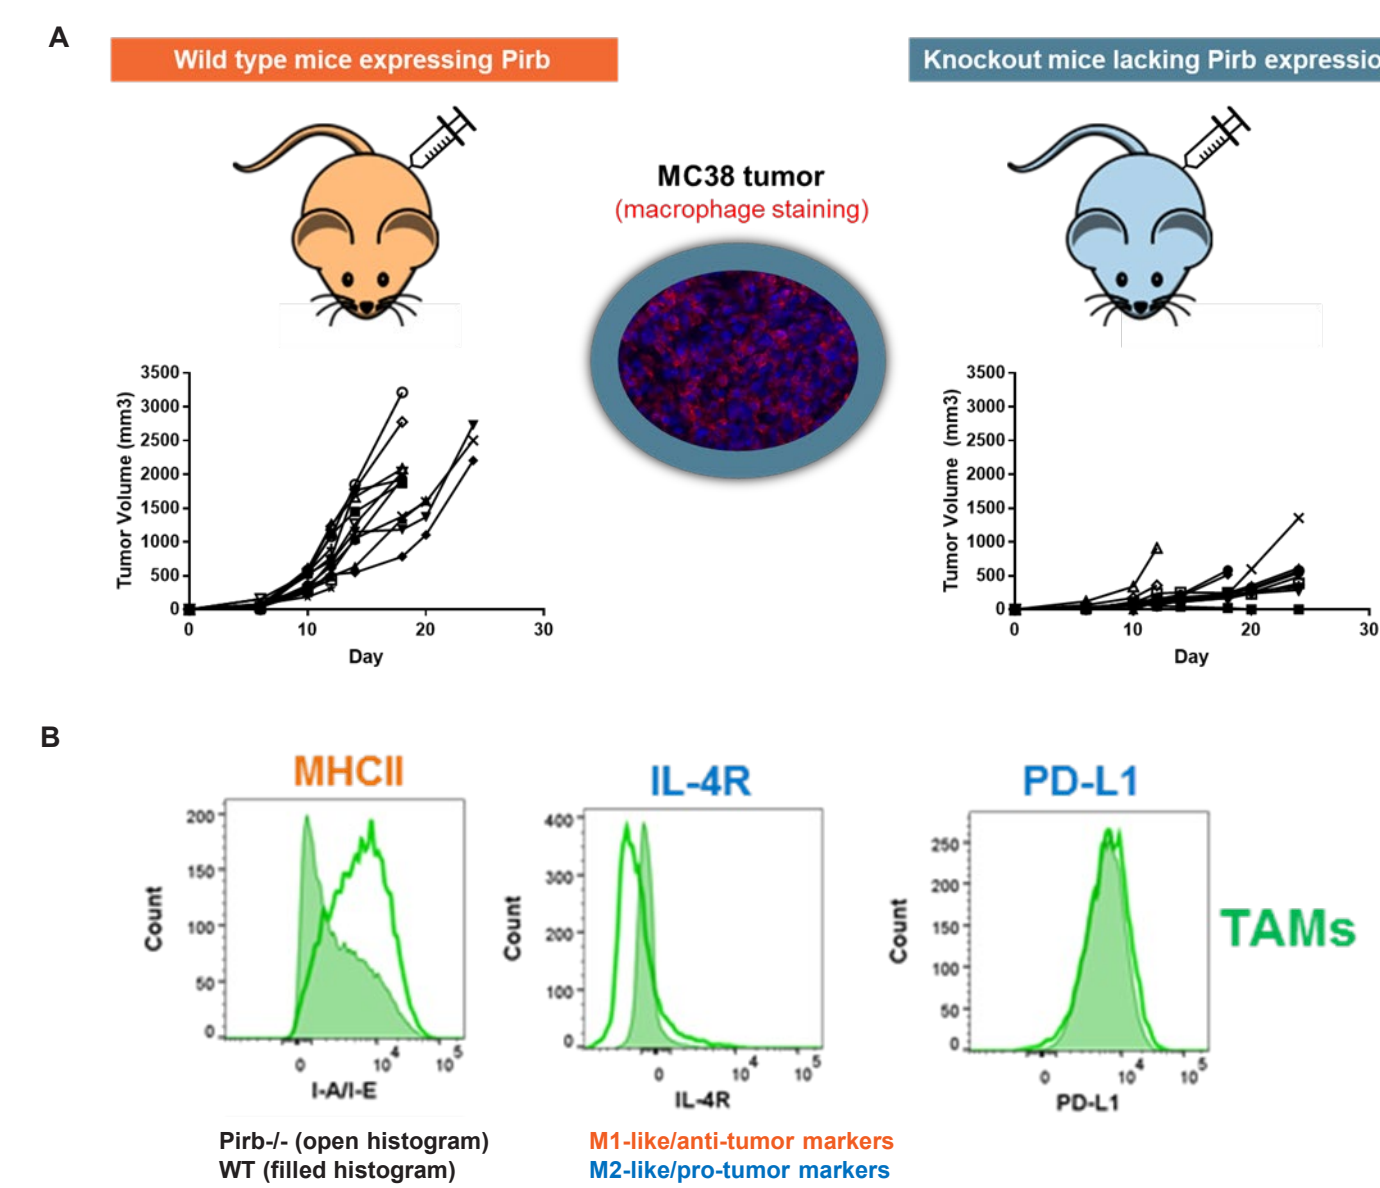 A
Wild type mice expressing Pirb
Knockout mice lacking Pirb expressio
MC38 tumor
(macrophage staining)
3500
3000
2500
2000
1500
1000
500
0
Tumor Volume (mm3)
0 10 20 30
Day
3500
3000
2500
2000
1500
1000
500
0
Tumor Volume (mm3)
0 10 20 30
Day
B
MHCII
200
150
100
50
0
Count
0 10^4 10^5
I-A/I-E
IL-4R
400
300
200
100
0
Count
0 10^4 10^5
IL-4R
PD-L1
250
200
150
100
50
0
Count
0 10^4 10^5
PD-L1
TAMs
Pirb-/- (open histogram)
WT (filled histogram)
M1-like/anti-tumor markers
M2-like/pro-tumor markers